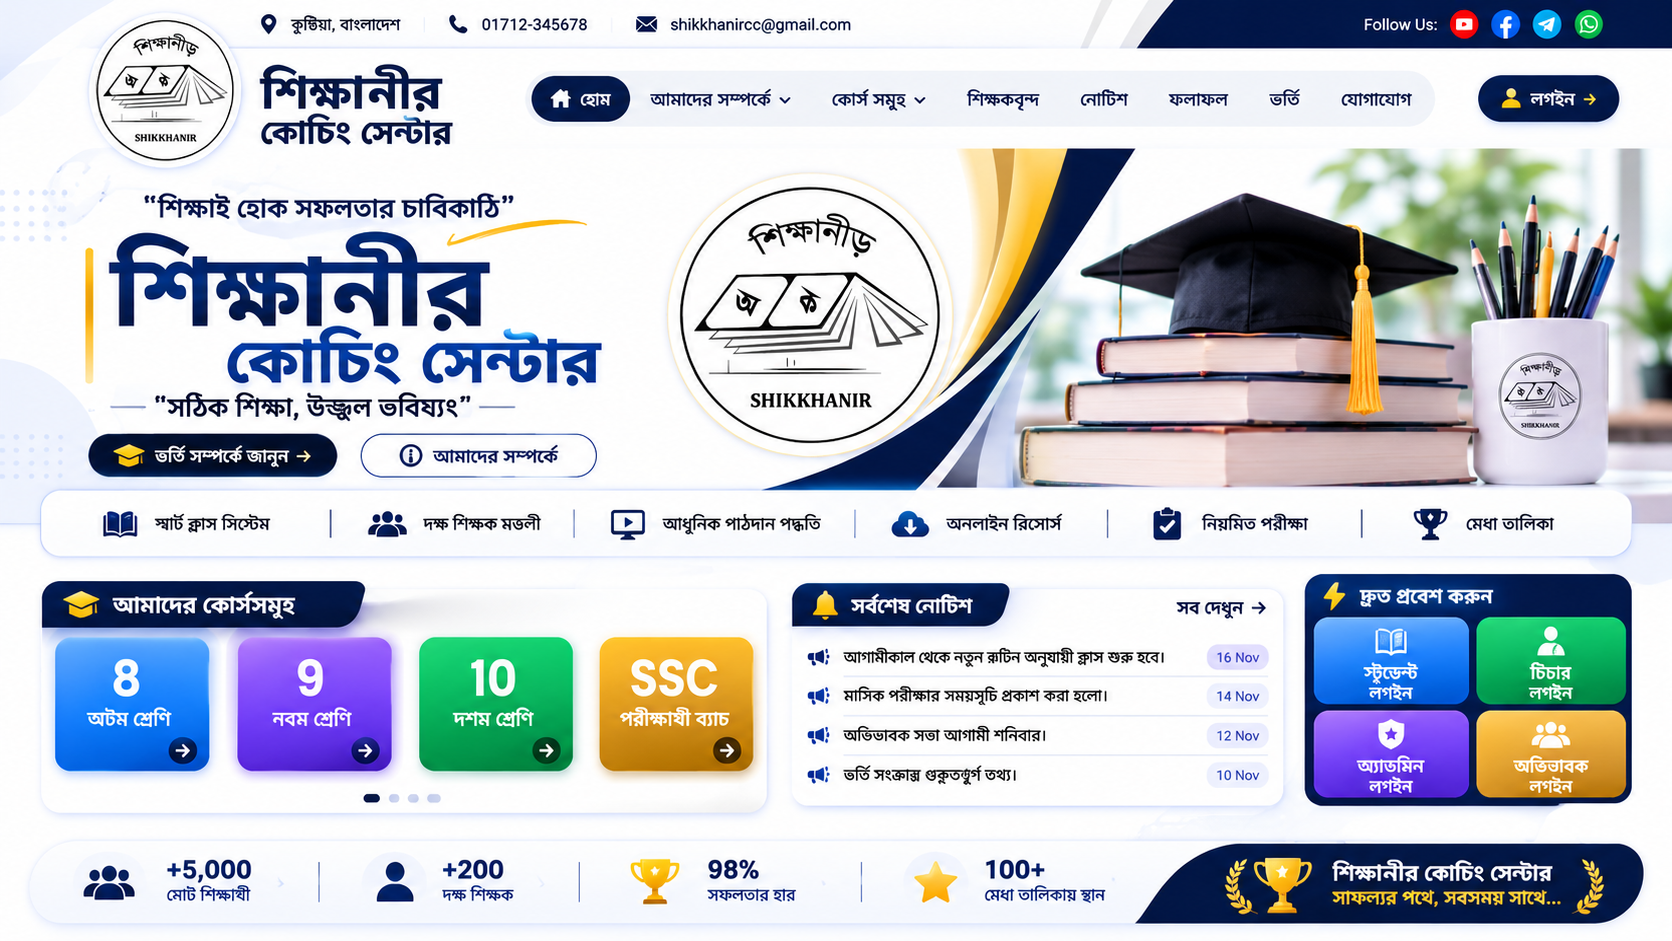 কুষ্টিয়া, বাংলাদেশ
01712-345678
shikkhanircc@gmail.com
Follow Us:
শিক্ষানীড়
অ ক
SHIKKHANIR
শিক্ষানীর
কোচিং সেন্টার
হোম
আমাদের সম্পর্কে
কোর্স সমূহ
শিক্ষকবৃন্দ
নোটিশ
ফলাফল
ভর্তি
যোগাযোগ
লগইন →
“শিক্ষাই হোক সফলতার চাবিকাঠি”
শিক্ষানীর
কোচিং সেন্টার
“সঠিক শিক্ষা, উজ্জ্বল ভবিষ্যং”
ভর্তি সম্পর্কে জানুন →
আমাদের সম্পর্কে
শিক্ষানীড়
অ ক
SHIKKHANIR
শিক্ষানীড়
অ ক
SHIKKHANIR
স্মার্ট ক্লাস সিস্টেম
দক্ষ শিক্ষক মন্ডলী
আধুনিক পাঠদান পদ্ধতি
অনলাইন রিসোর্স
নিয়মিত পরীক্ষা
মেধা তালিকা
আমাদের কোর্সসমূহ
8
অটম শ্রেণি
9
নবম শ্রেণি
10
দশম শ্রেণি
SSC
পরীক্ষাথী ব্যাচ
সর্বশেষ নোটিশ
সব দেখুন →
আগামীকাল থেকে নতুন রুটিন অনুযায়ী ক্লাস শুরু হবে।
16 Nov
মাসিক পরীক্ষার সময়সূচি প্রকাশ করা হলো।
14 Nov
অভিভাবক সভা আগামী শনিবার।
12 Nov
ভর্তি সংক্রান্ত তথ্য।
10 Nov
দ্রুত প্রবেশ করুন
স্টুডেন্ট
লগইন
টিচার
লগইন
অ্যাডমিন
লগইন
অভিভাবক
লগইন
+5,000
মোট শিক্ষাথী
+200
দক্ষ শিক্ষক
98%
সফলতার হার
100+
মেধা তালিকায় স্থান
শিক্ষানীর কোচিং সেন্টার
সাফল্যর পথে, সবসময় সাথে...